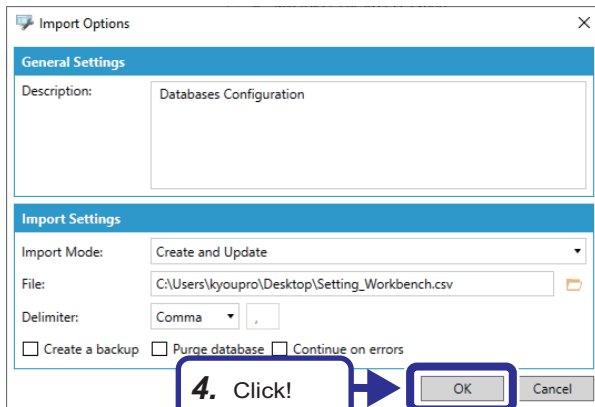 Import Options
General Settings
Description:
Databases Configuration
Import Settings
Import Mode:
Create and Update
File:
C:\Users\kyoupro\Desktop\Setting_Workbench.csv
Delimiter:
Comma
,
Create a backup
Purge database
Continue on errors
4. Click!
OK
Cancel